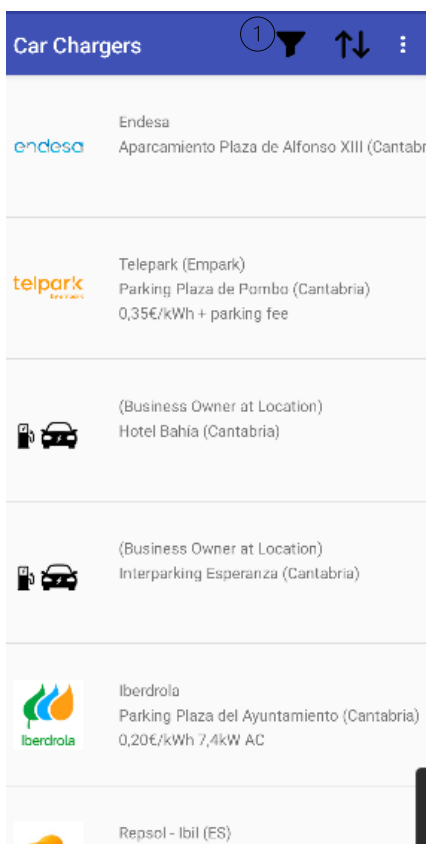 Car Chargers
1
endesa
Endesa
Aparcamiento Plaza de Alfonso XIII (Cantabr
telpark
Telepark (Empark)
Parking Plaza de Pombo (Cantabria)
0,35€/kWh + parking fee
(Business Owner at Location)
Hotel Bahía (Cantabria)
(Business Owner at Location)
Interparking Esperanza (Cantabria)
Iberdrola
Iberdrola
Parking Plaza del Ayuntamiento (Cantabria)
0,20€/kWh 7,4kW AC
Repsol - Ibil (ES)